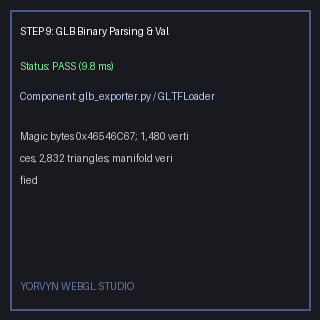 STEP 9: GLB Binary Parsing & Val
Status: PASS (9.8 ms)
Component: glb_exporter.py / GLTFLoader
Magic bytes 0x46546C67; 1,480 verti
ces, 2,832 triangles; manifold veri
fied
YORVYN WEBGL STUDIO